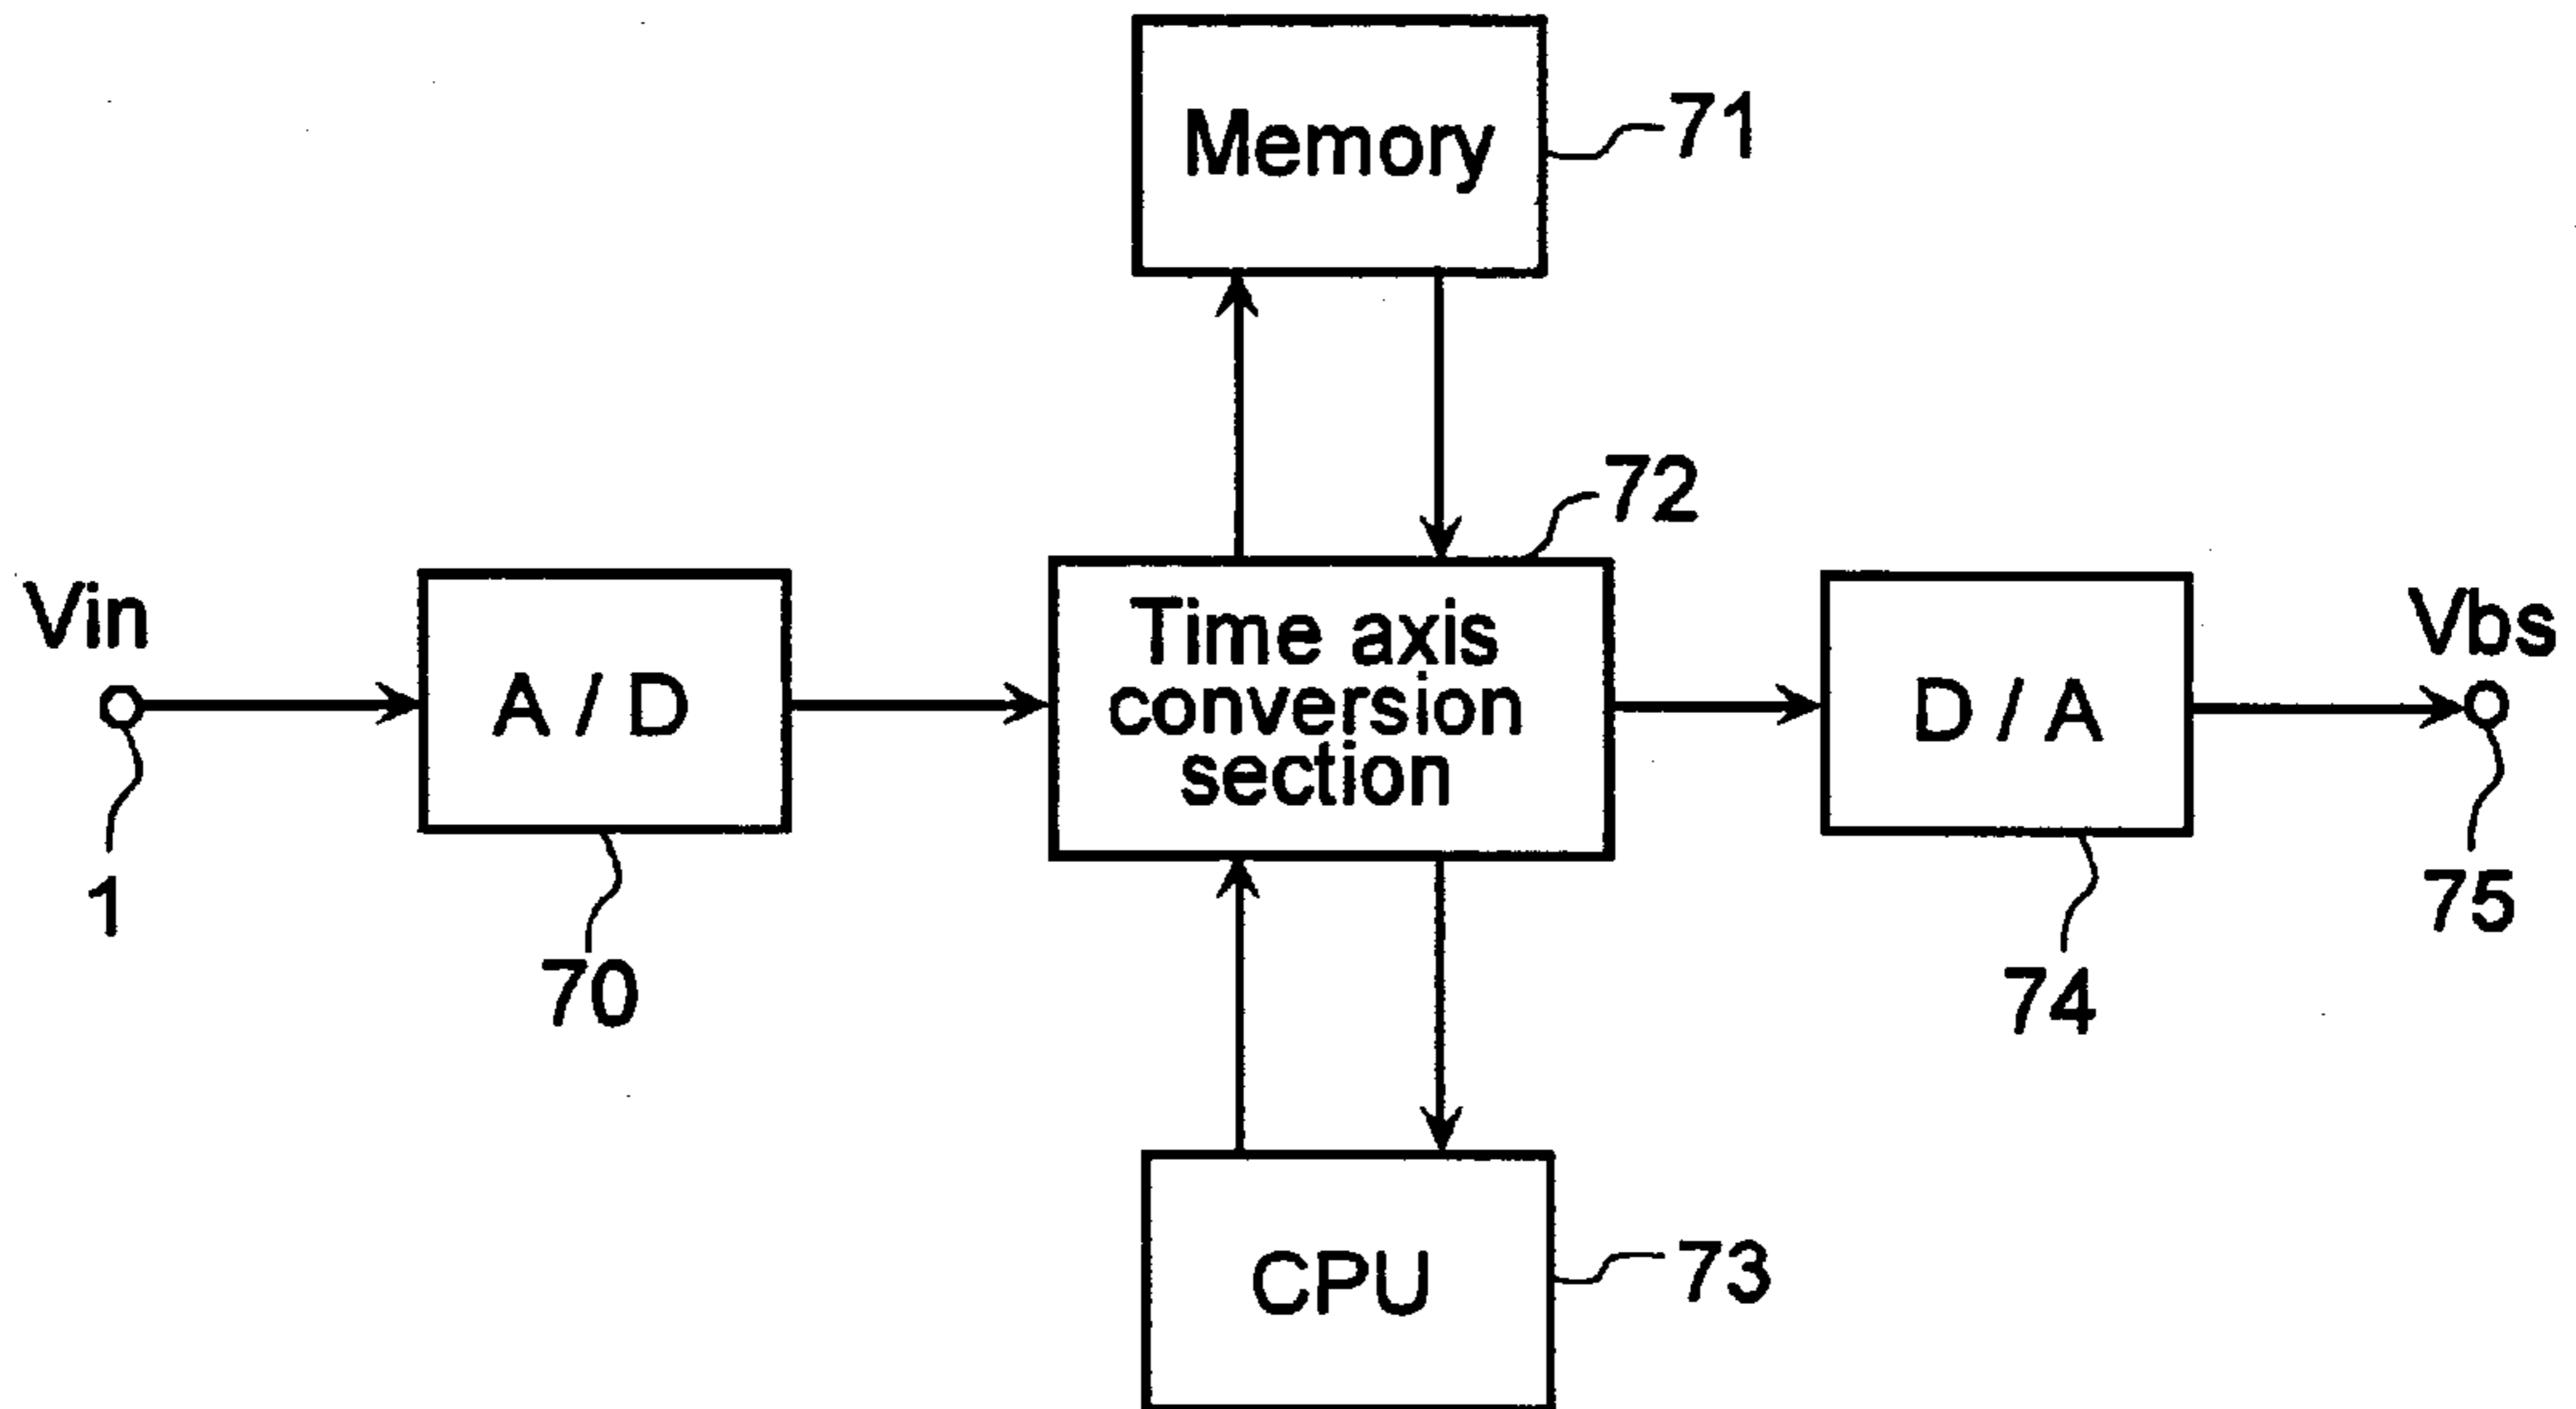 Memory
71
72
Vin
A / D
Time axis
conversion
section
D / A
Vbs
1
70
74
75
CPU
73